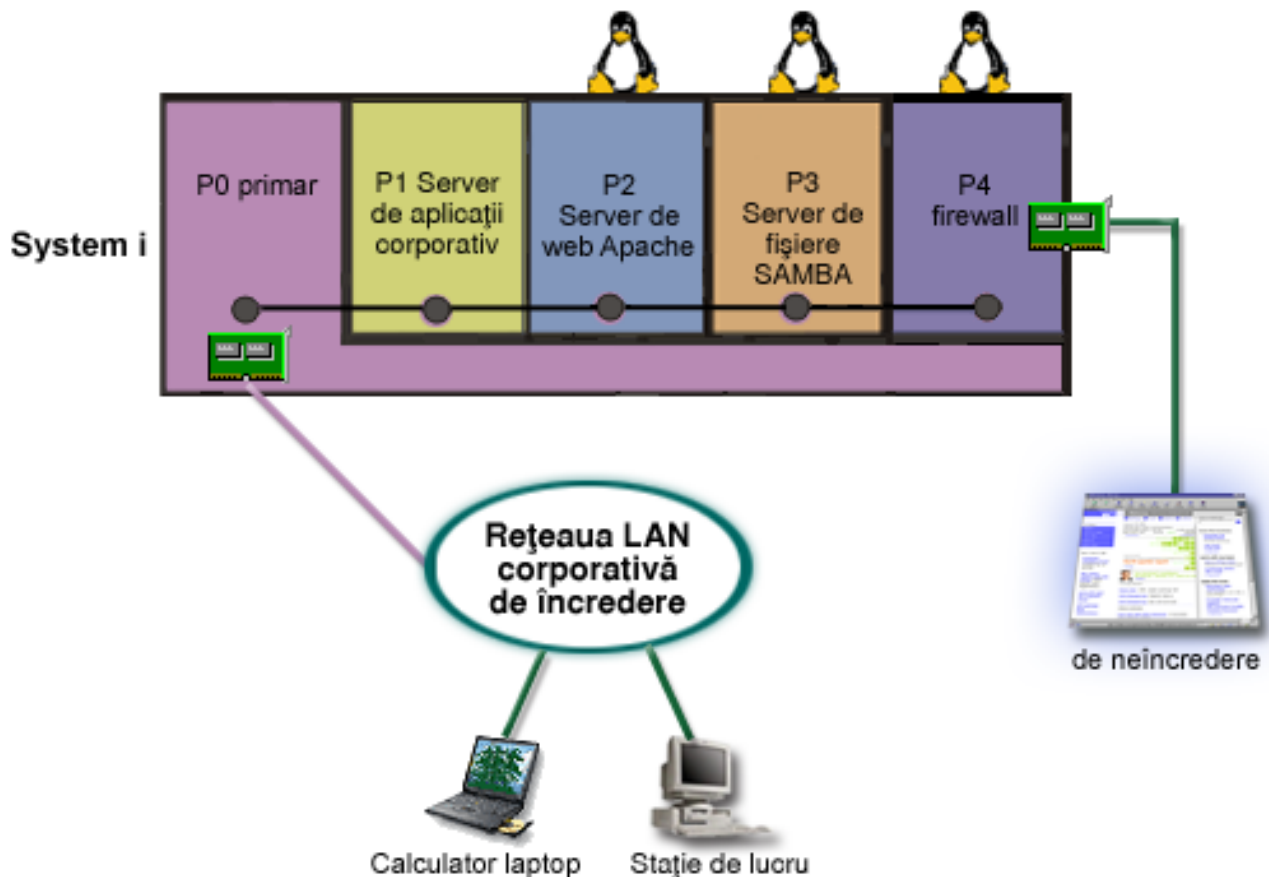 System i
P0 primar
P1 Server
de aplicaţii
corporativ
P2
Server de
web Apache
P3
Server de
fişiere
SAMBA
P4
firewall
Reţeaua LAN
corporativă
de încredere
de neîncredere
Calculator laptop
Staţie de lucru